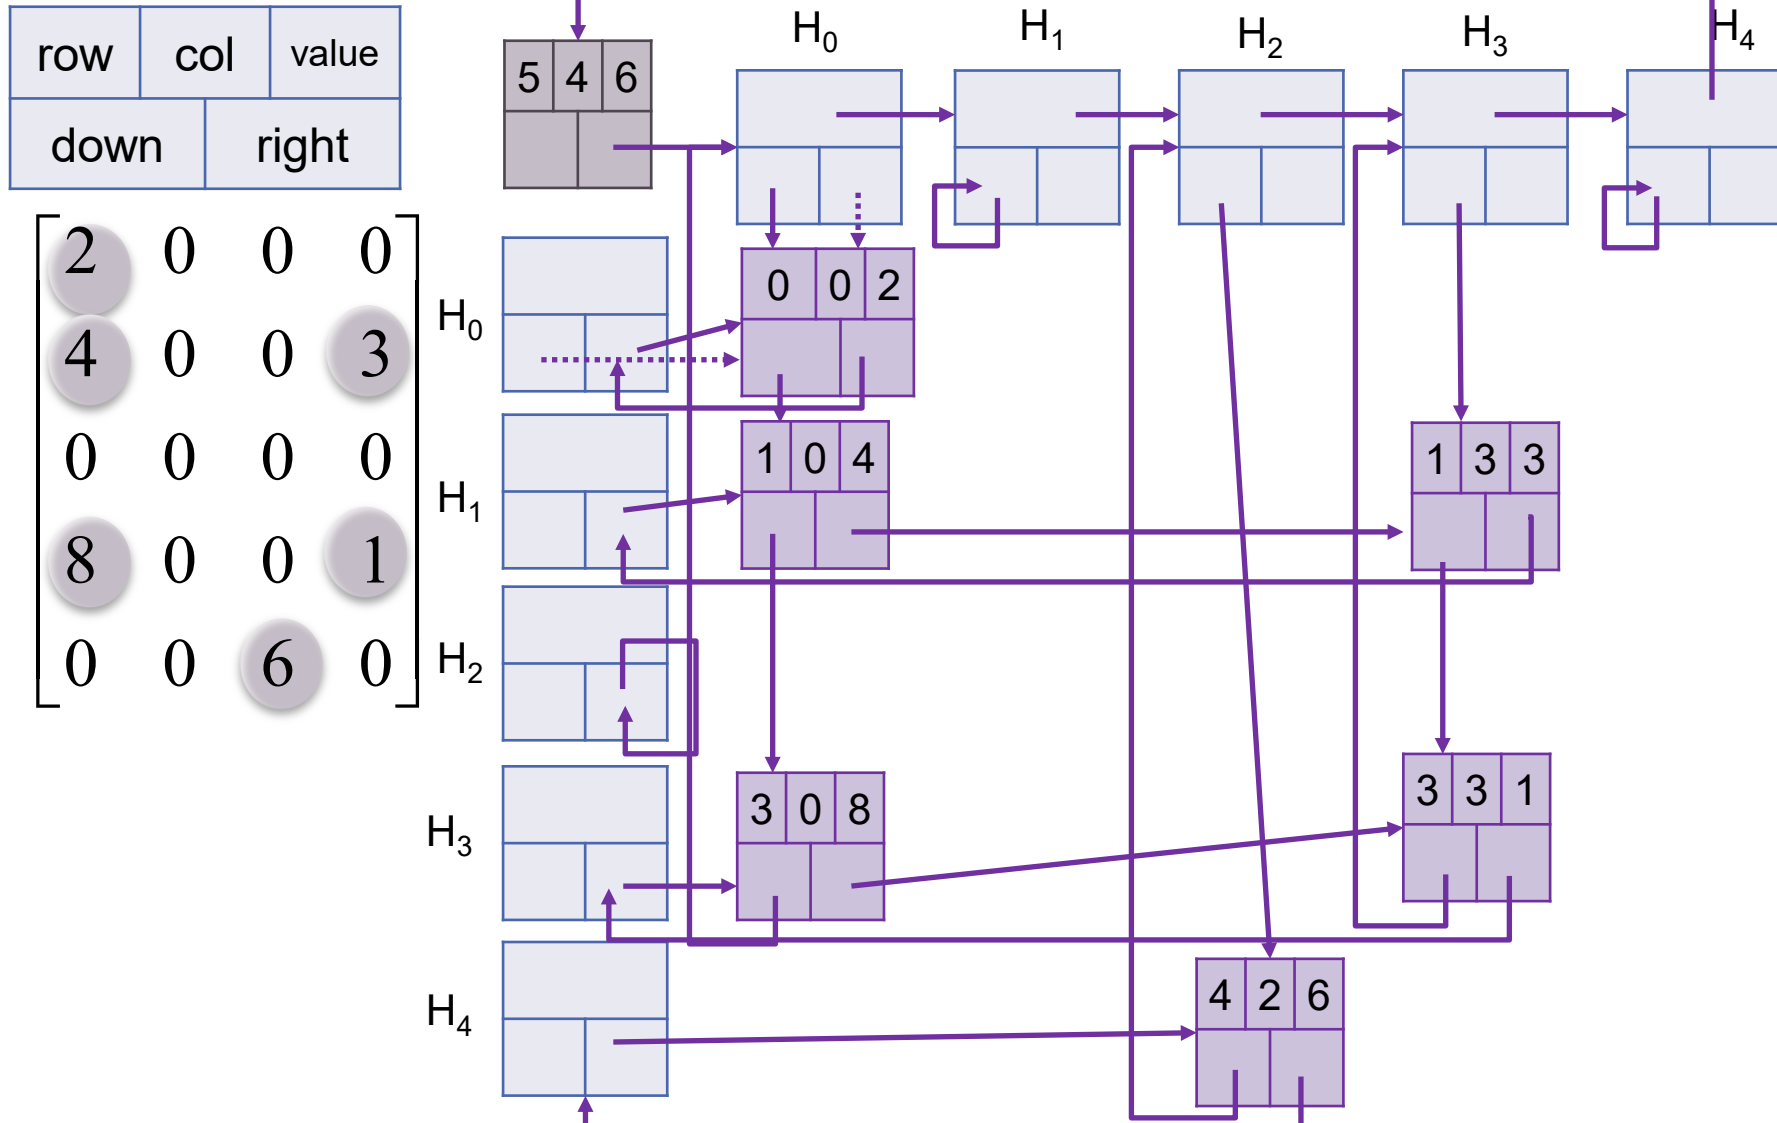 row col value
down right
5 4 6
H0 H1 H2 H3 H4
2 0 0 0
4 0 0 3
0 0 0 0
8 0 0 1
0 0 6 0
H0
0 0 2
H1
1 0 4
1 3 3
H2
H3
3 0 8
3 3 1
H4
4 2 6